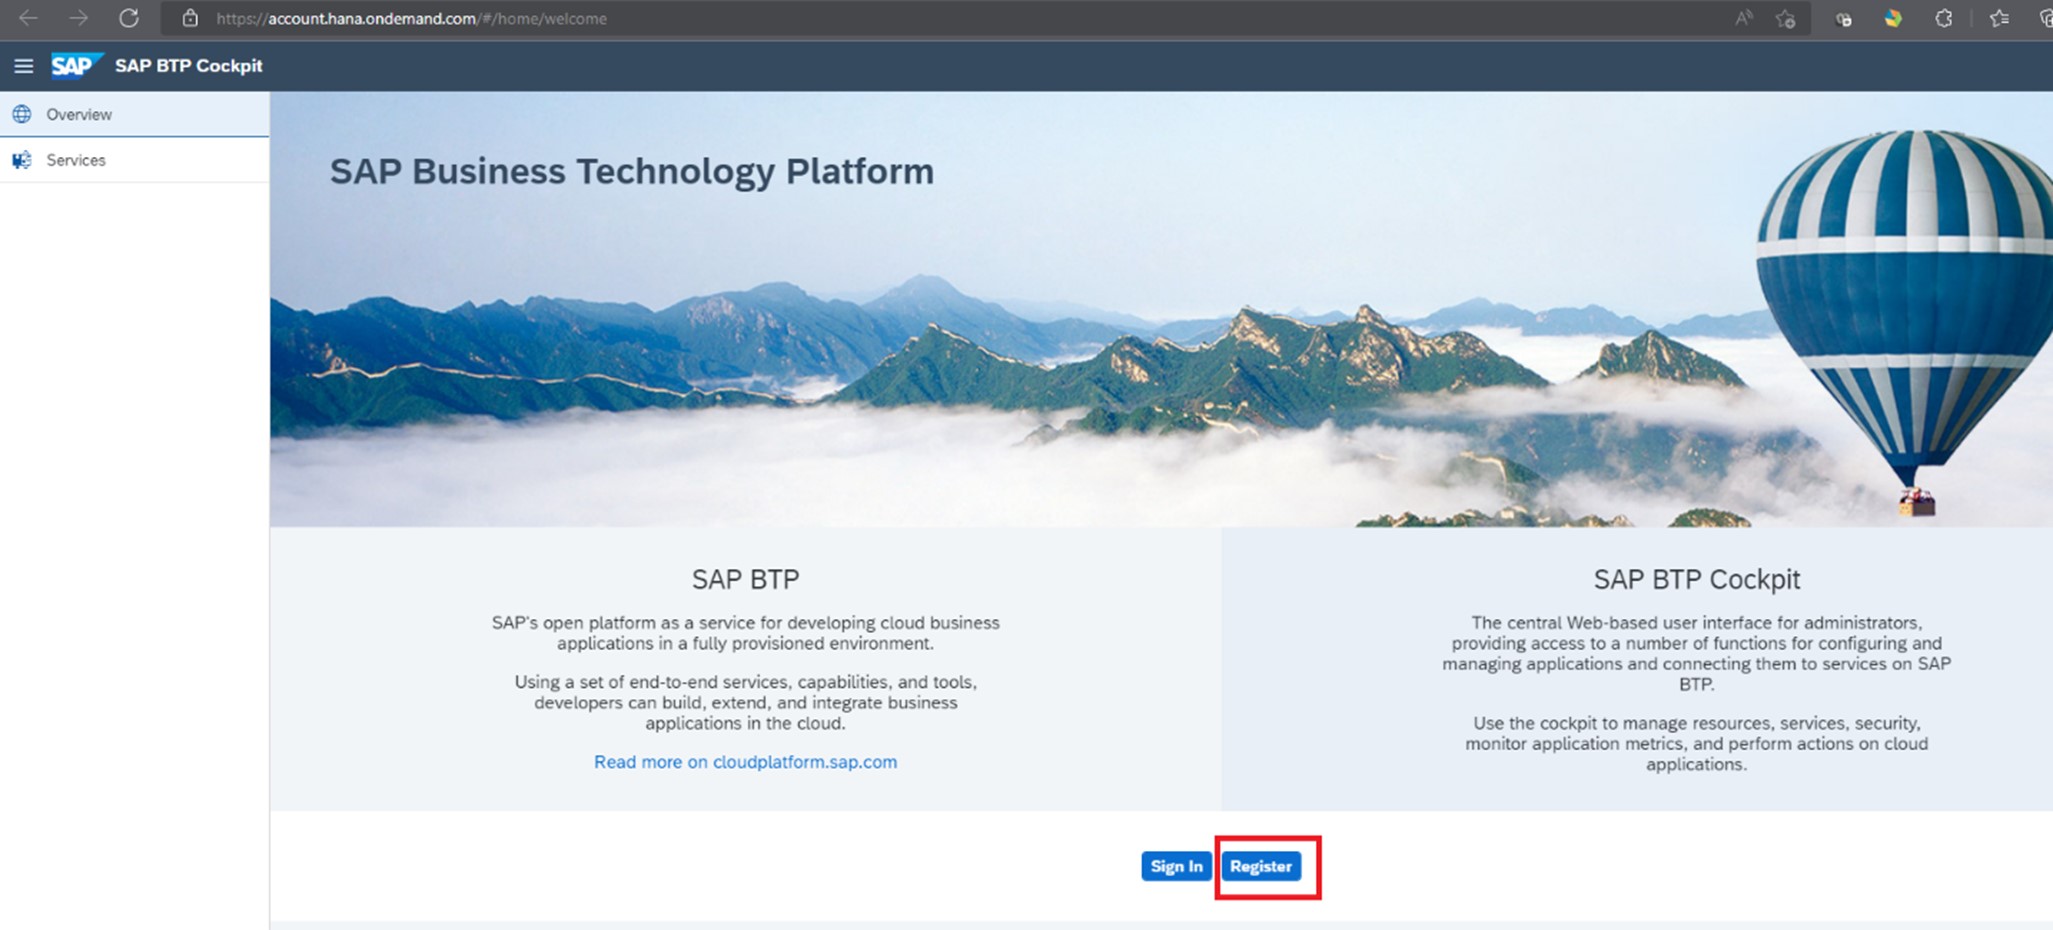 https://account.hana.ondemand.com/#/home/welcome
SAP SAP BTP Cockpit
Overview
Services
SAP Business Technology Platform
SAP BTP
SAP's open platform as a service for developing cloud business
applications in a fully provisioned environment.
Using a set of end-to-end services, capabilities, and tools,
developers can build, extend, and integrate business
applications in the cloud.
Read more on cloudplatform.sap.com
SAP BTP Cockpit
The central Web-based user interface for administrators,
providing access to a number of functions for configuring and
managing applications and connecting them to services on SAP
BTP.
Use the cockpit to manage resources, services, security,
monitor application metrics, and perform actions on cloud
applications.
Sign In Register